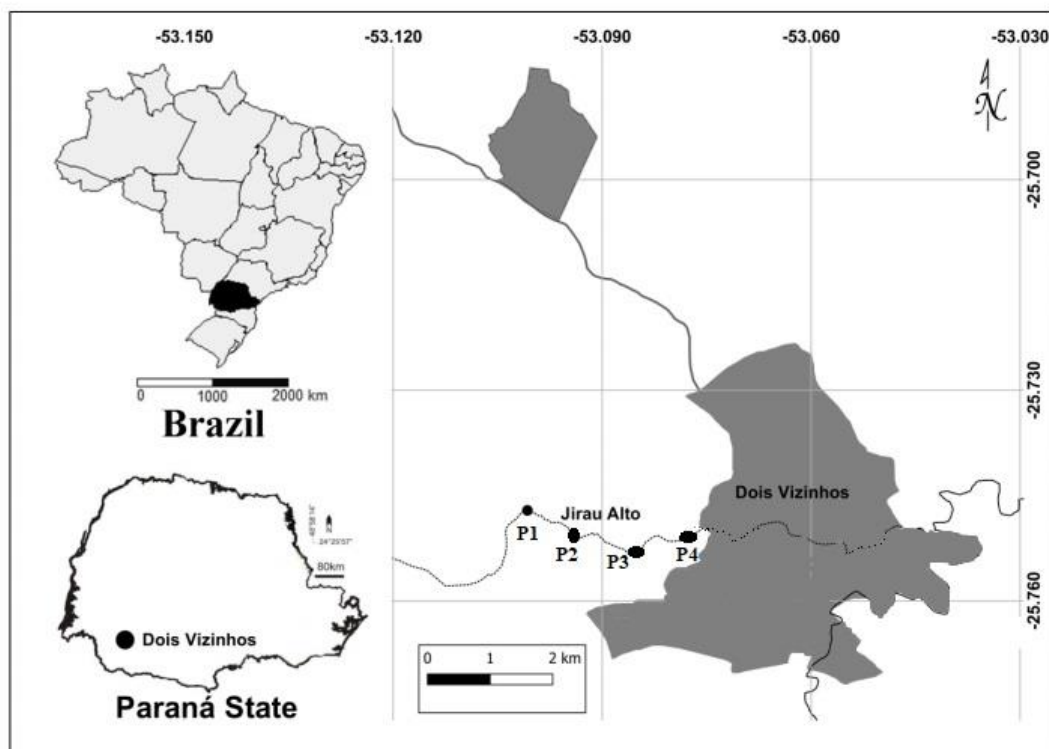 -53.150 -53.120 -53.090 -53.060 -53.030
N
-25.700
-25.730
-25.760
0 1000 2000 km
Brazil
Dois Vizinhos
Jirau Alto
P1
P2
P3
P4
0 1 2 km
80km
Dois Vizinhos
Paraná State